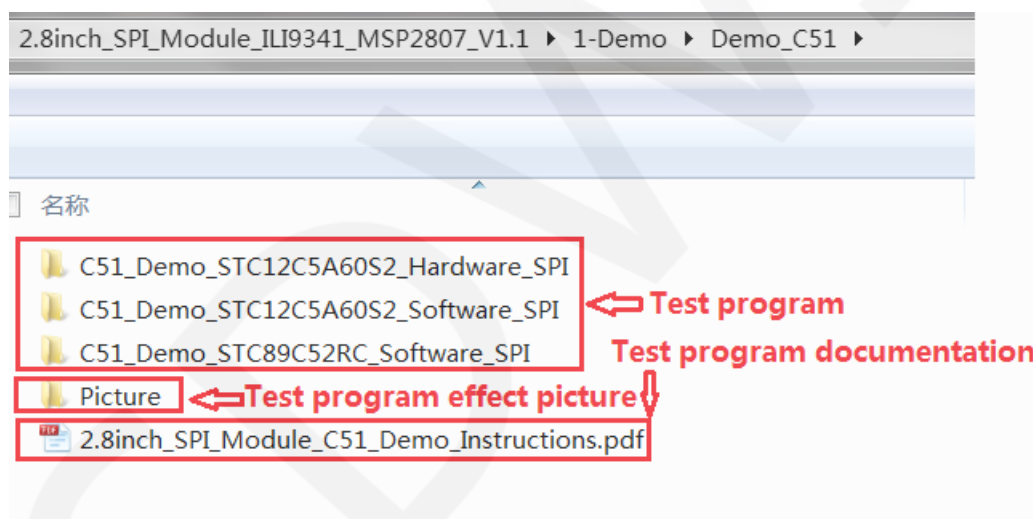 2.8inch_SPI_Module_ILI9341_MSP2807_V1.1 ▸ 1-Demo ▸ Demo_C51 ▸
名称
C51_Demo_STC12C5A60S2_Hardware_SPI
C51_Demo_STC12C5A60S2_Software_SPI
Test program
C51_Demo_STC89C52RC_Software_SPI
Test program documentation
Picture
Test program effect picture
2.8inch_SPI_Module_C51_Demo_Instructions.pdf